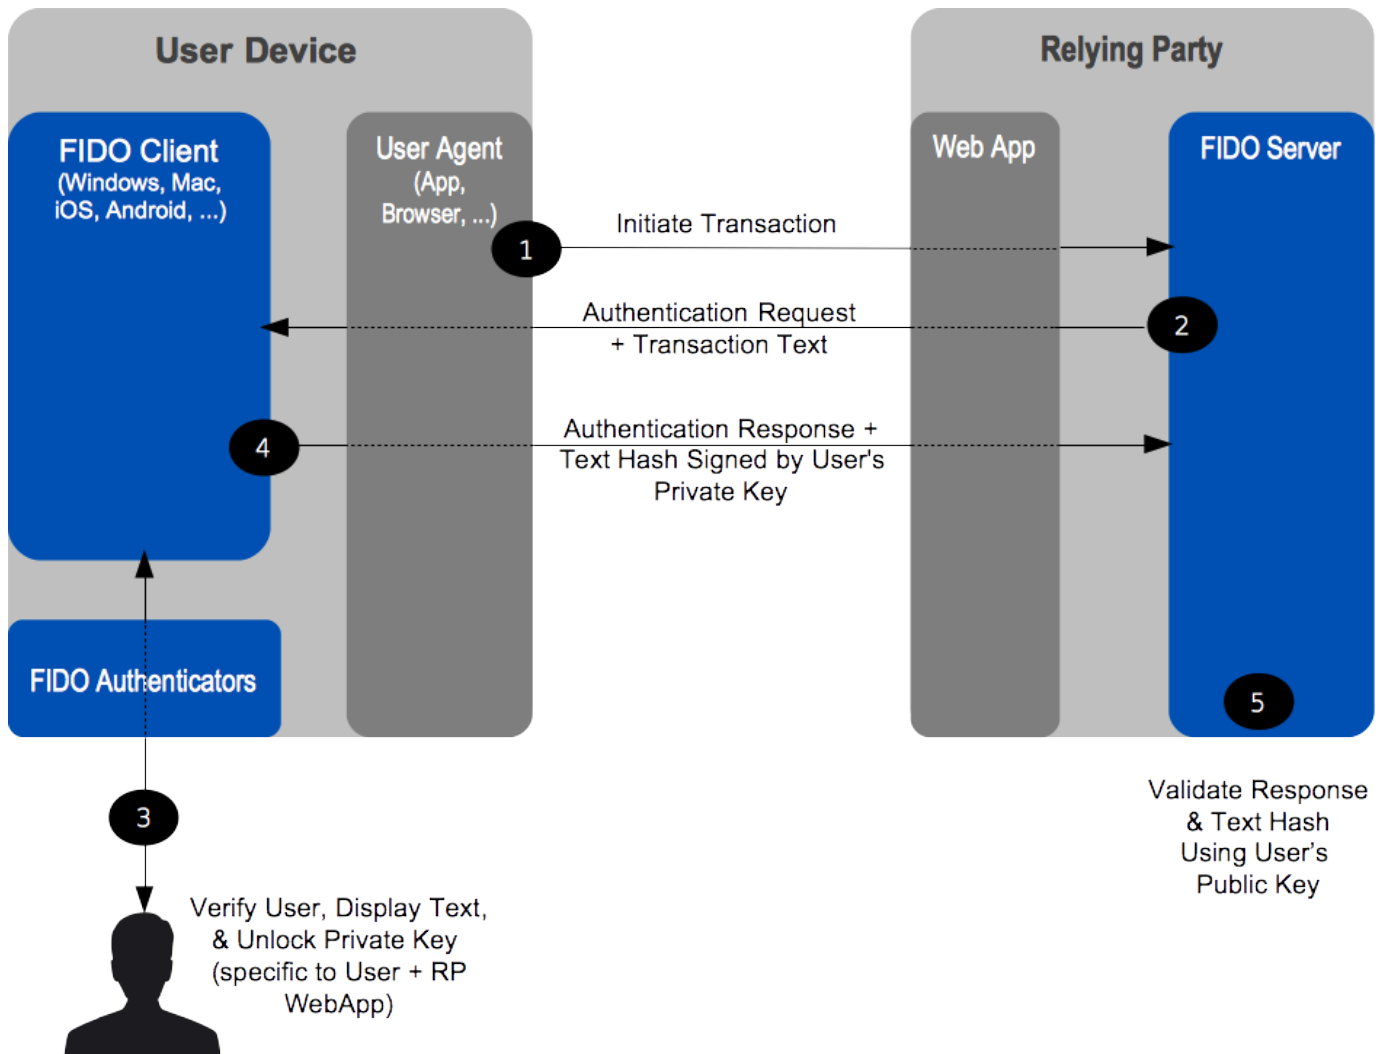 User Device
Relying Party
FIDO Client
(Windows, Mac,
iOS, Android, ...)
User Agent
(App,
Browser, ...)
Web App
FIDO Server
1
Initiate Transaction
Authentication Request
+ Transaction Text
2
4
Authentication Response +
Text Hash Signed by User's
Private Key
FIDO Authenticators
5
3
Validate Response
& Text Hash
Using User’s
Public Key
Verify User, Display Text,
& Unlock Private Key
(specific to User + RP
WebApp)